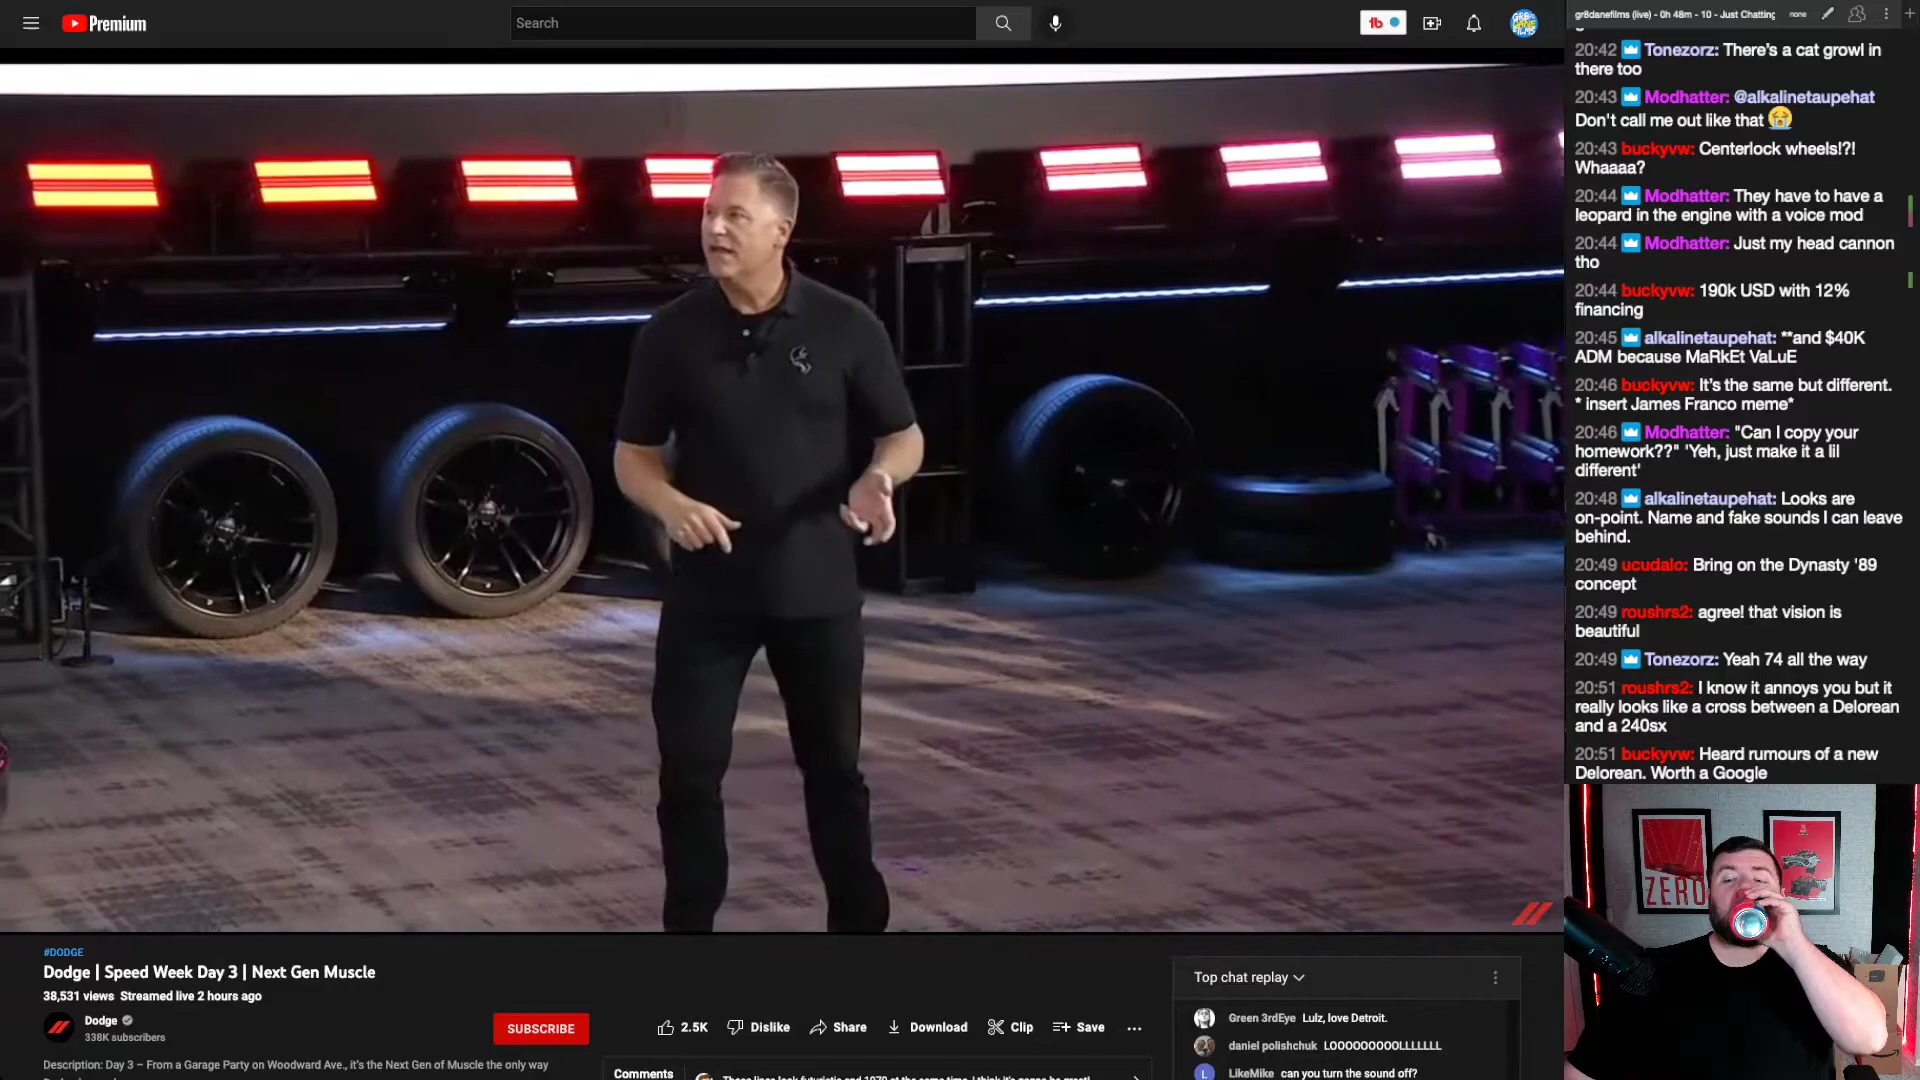 Premium
Search
gr8danefilms (live) - 0h 48m - 10 - Just Chatting
none
20:42 Tonezorz: There's a cat growl in
there too
20:43 Modhatter: @alkalinetaupehat
Don't call me out like that 😭
20:43 buckyvw: Centerlock wheels!?!
Whaaaa?
20:44 Modhatter: They have to have a
leopard in the engine with a voice mod
20:44 Modhatter: Just my head cannon
tho
20:44 buckyvw: 190k USD with 12%
financing
20:45 alkalinetaupehat: **and $40K
ADM because MaRkEt VaLuE
20:46 buckyvw: It's the same but different.
* insert James Franco meme*
20:46 Modhatter: "Can I copy your
homework??" 'Yeh, just make it a lil
different'
20:48 alkalinetaupehat: Looks are
on-point. Name and fake sounds I can leave
behind.
20:49 ucudalo: Bring on the Dynasty '89
concept
20:49 roushrs2: agree! that vision is
beautiful
20:49 Tonezorz: Yeah 74 all the way
20:51 roushrs2: I know it annoys you but it
really looks like a cross between a Delorean
and a 240sx
20:51 buckyvw: Heard rumours of a new
Delorean. Worth a Google
ZERO
#DODGE
Dodge | Speed Week Day 3 | Next Gen Muscle
38,531 views Streamed live 2 hours ago
Dodge
338K subscribers
SUBSCRIBE
2.5K
Dislike
Share
Download
Clip
Save
Description: Day 3 – From a Garage Party on Woodward Ave., it's the Next Gen of Muscle the only way
Comments
Top chat replay
Green 3rdEye Lulz, love Detroit.
daniel polishchuk LOOOOOOOOOLLLLLLL
L
LikeMike can you turn the sound off?